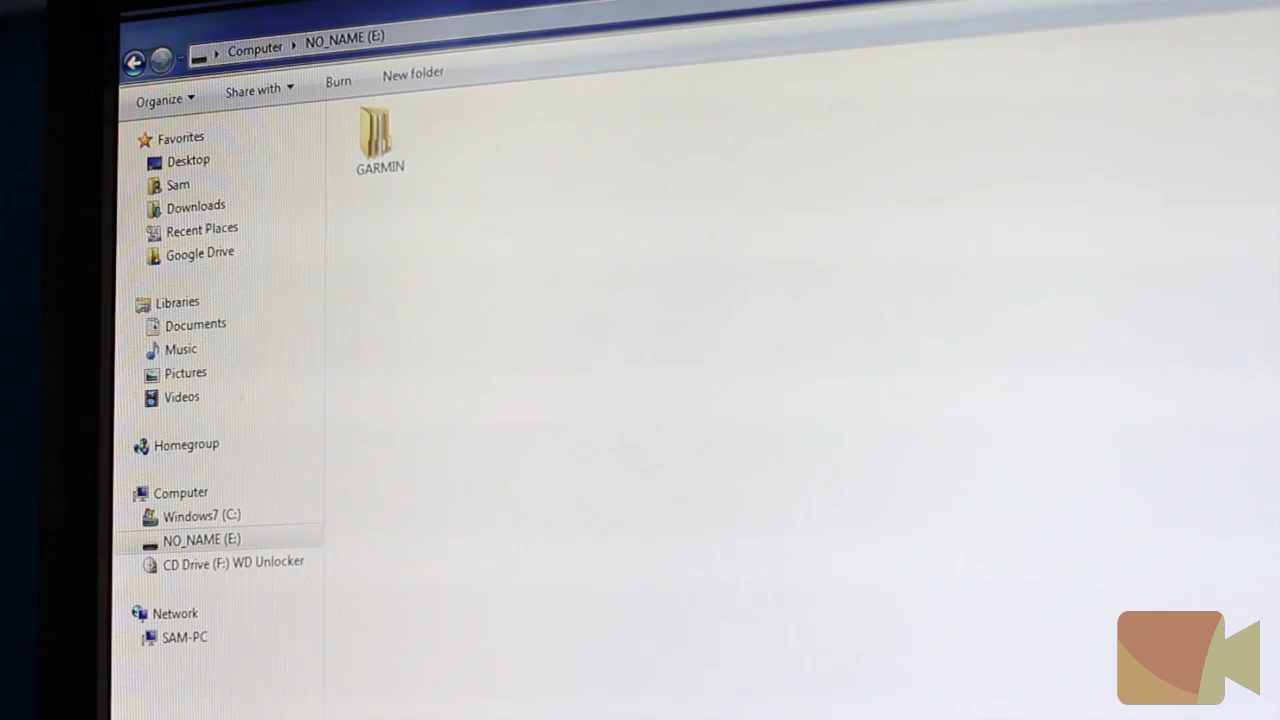 Computer NO_NAME (E:)
Organize Share with Burn New folder
Favorites
Desktop
Sam
Downloads
Recent Places
Google Drive
Libraries
Documents
Music
Pictures
Videos
Homegroup
Computer
Windows7 (C:)
NO_NAME (E:)
CD Drive (F:) WD Unlocker
Network
SAM-PC
GARMIN